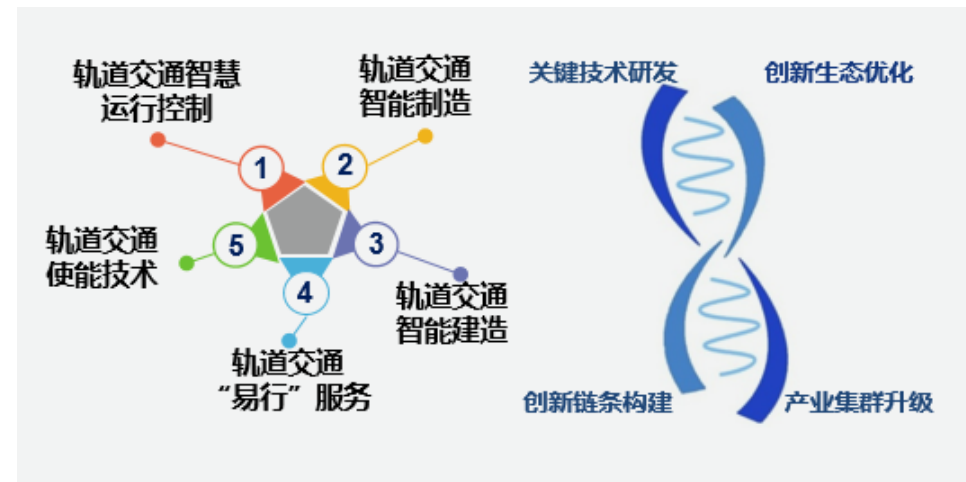 轨道交通智慧
运行控制
轨道交通
智能制造
1
2
3
4
5
轨道交通
使能技术
轨道交通
智能建造
轨道交通
“易行”服务
关键技术研发
创新生态优化
创新链条构建
产业集群升级